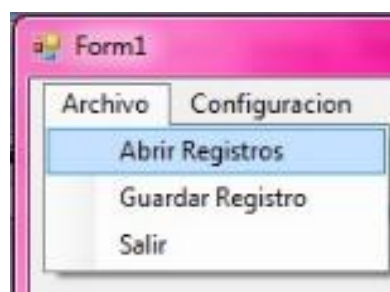 Form1
Archivo Configuracion
Abrir Registros
Guardar Registro
Salir